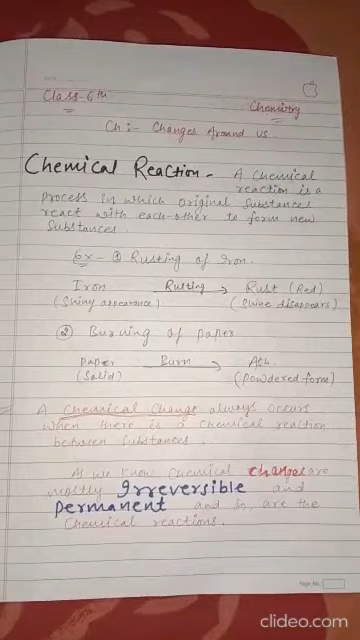 Class-6th
Chemistry
Ch:- Changes Around us
Chemical Reaction- A Chemical
reaction is a
process in which original substances
react with each-other to form new
Substances.
Ex- ① Rusting of Iron.
Iron Rusting Rust (Red)
(Shiny appearance) (Shine disappears)
② Burning of paper
Paper Burn Ash
(Solid) (Powdered form)
A Chemical Change always occurs
when there is a Chemical reaction
between Substances.
As we know Chemical Changes are
mostly Irreversible and
Permanent and so, are the
Chemical reactions.
Page No.
clideo.com